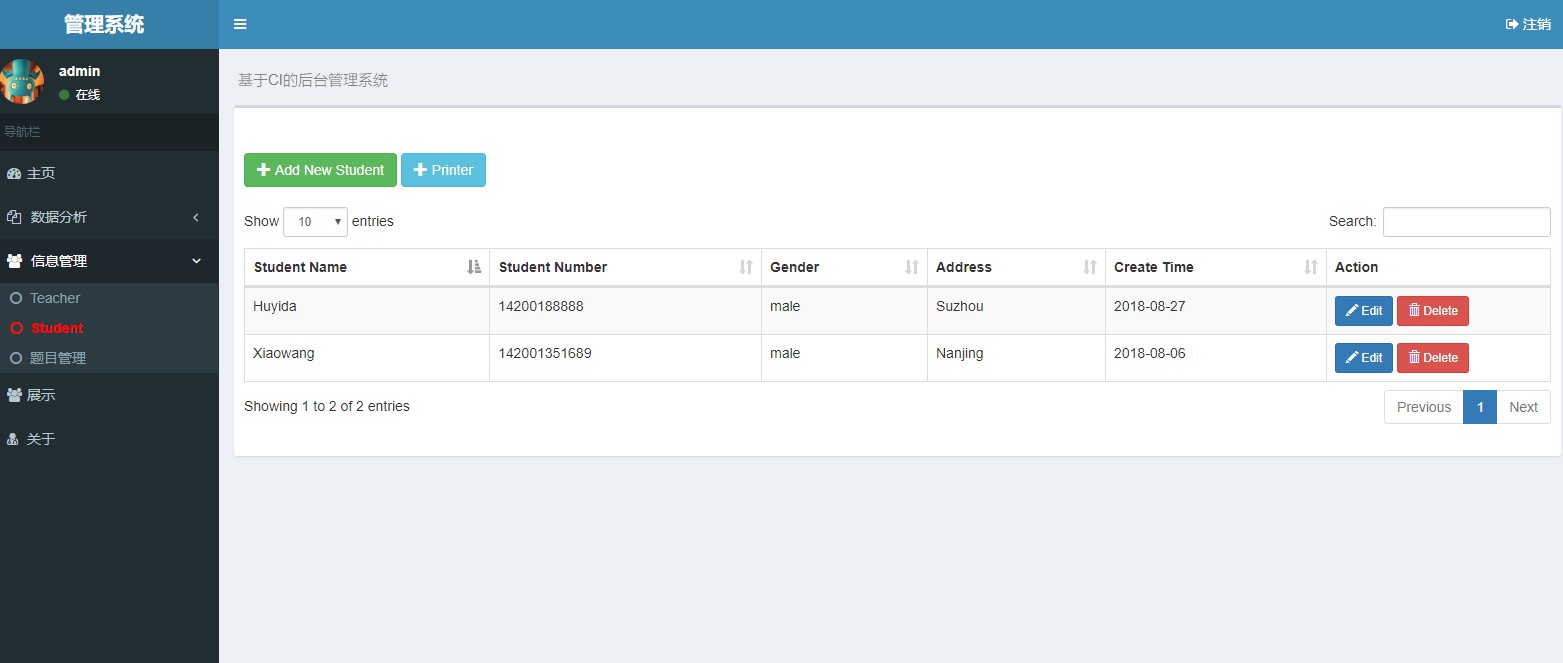 管理系统
注销
admin
在线
导航栏
主页
数据分析
信息管理
Teacher
Student
题目管理
展示
关于
基于CI的后台管理系统
Add New Student Printer
Show 10 entries Search:
Student Name Student Number Gender Address Create Time Action
Huyida 14200188888 male Suzhou 2018-08-27 Edit Delete
Xiaowang 142001351689 male Nanjing 2018-08-06 Edit Delete
Showing 1 to 2 of 2 entries Previous 1 Next